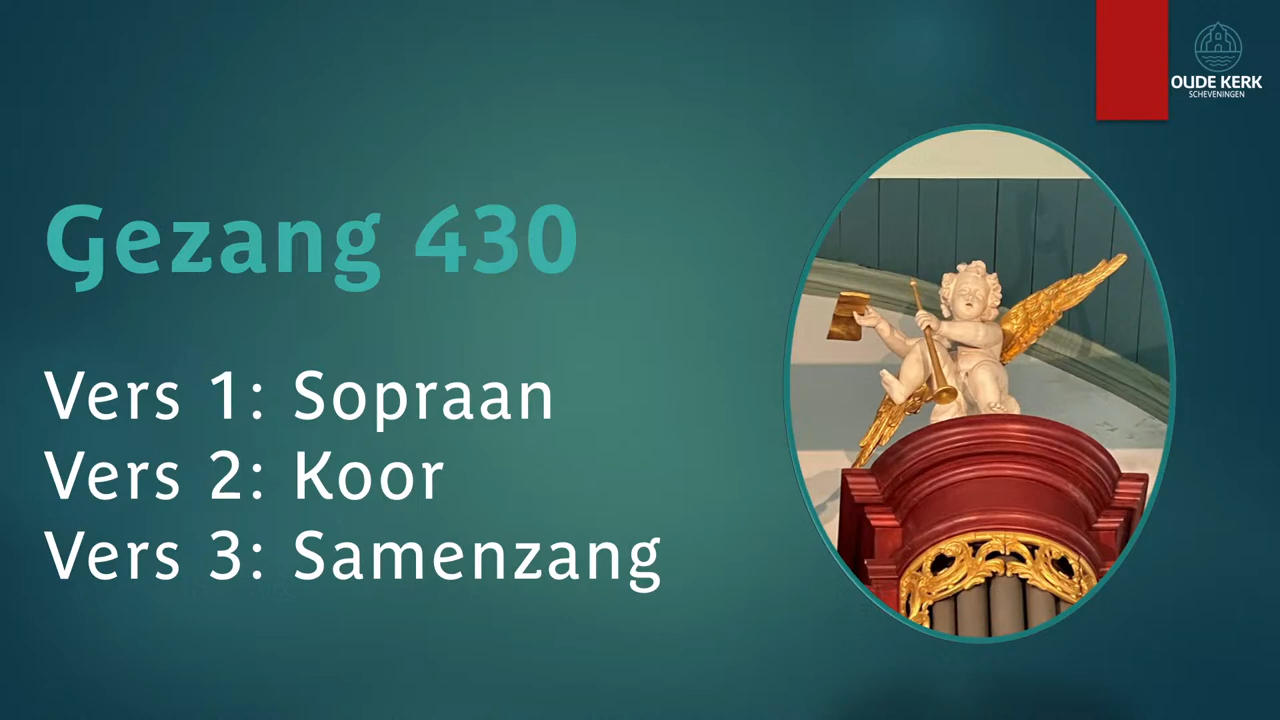 OUDE KERK
SCHEVENINGEN
Gezang 430
Vers 1: Sopraan
Vers 2: Koor
Vers 3: Samenzang